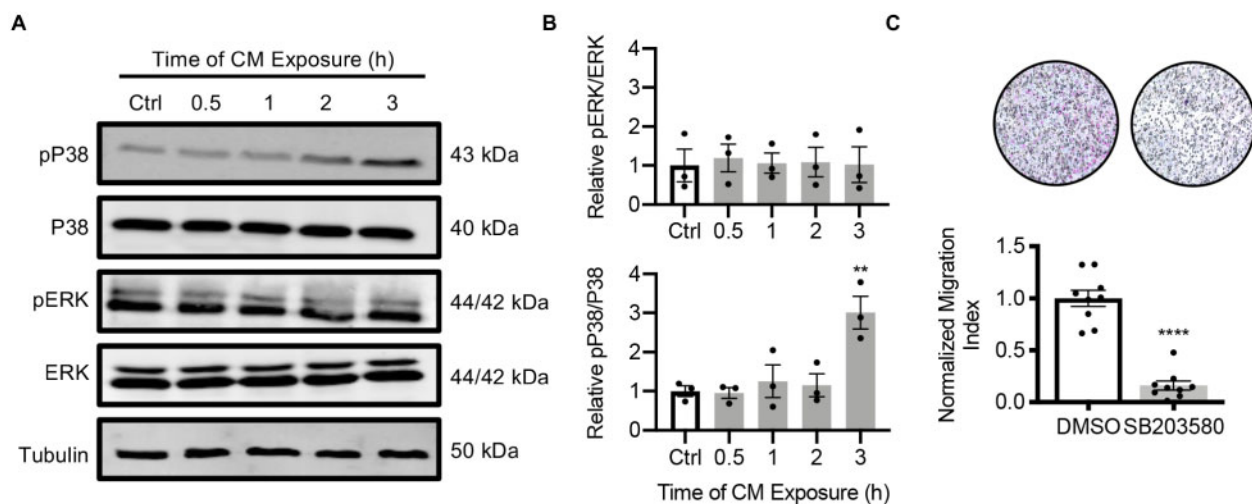 A
Time of CM Exposure (h)
Ctrl 0.5 1 2 3
pP38 43 kDa
P38 40 kDa
pERK 44/42 kDa
ERK 44/42 kDa
Tubulin 50 kDa
B
Relative pERK/ERK
4
3
2
1
0
Ctrl 0.5 1 2 3
Relative pP38/P38
4
3
2
1
0
**
Ctrl 0.5 1 2 3
Time of CM Exposure (h)
C
Normalized Migration
Index
1.5
1.0
0.5
0.0
****
DMSO SB203580